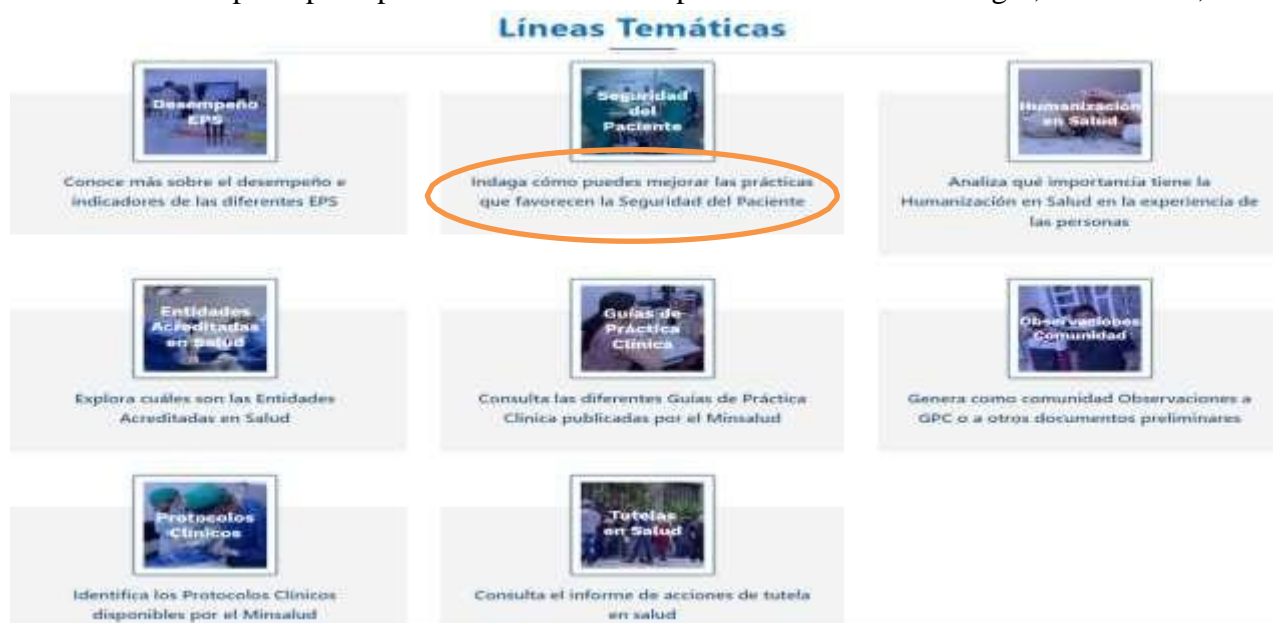 Líneas Temáticas
Desempeño
EPS
Conoce más sobre el desempeño e
indicadores de las diferentes EPS
Seguridad
del
Paciente
Indaga cómo puedes mejorar las prácticas
que favorecen la Seguridad del Paciente
Humanización
en Salud
Analiza qué importancia tiene la
Humanización en Salud en la experiencia de
las personas
Entidades
Acreditadas
en Salud
Explora cuáles son las Entidades
Acreditadas en Salud
Guías de
Práctica
Clínica
Consulta las diferentes Guías de Práctica
Clínica publicadas por el Minsalud
Observaciones
Comunidad
Genera como comunidad Observaciones a
GPC o a otros documentos preliminares
Protocolos
Clínicos
Identifica los Protocolos Clínicos
disponibles por el Minsalud
Tutelas
en Salud
Consulta el informe de acciones de tutela
en salud